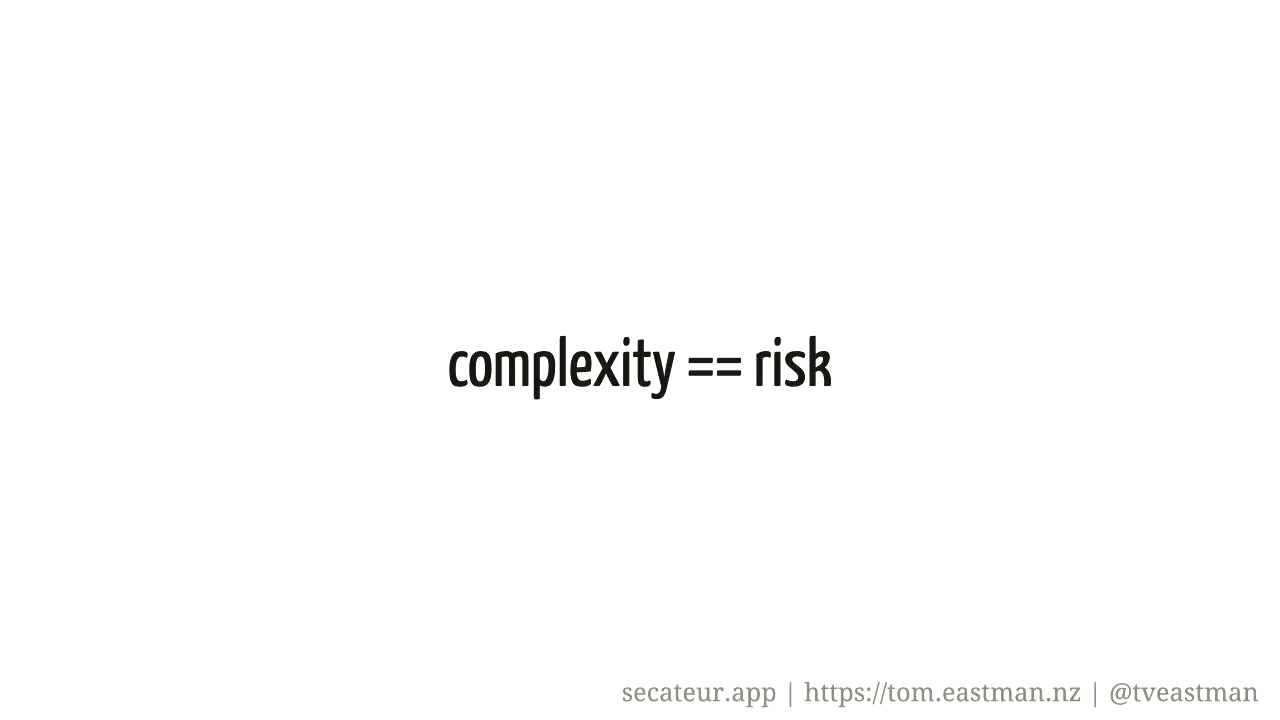 complexity == risk
secateur.app | https://tom.eastman.nz | @tveastman